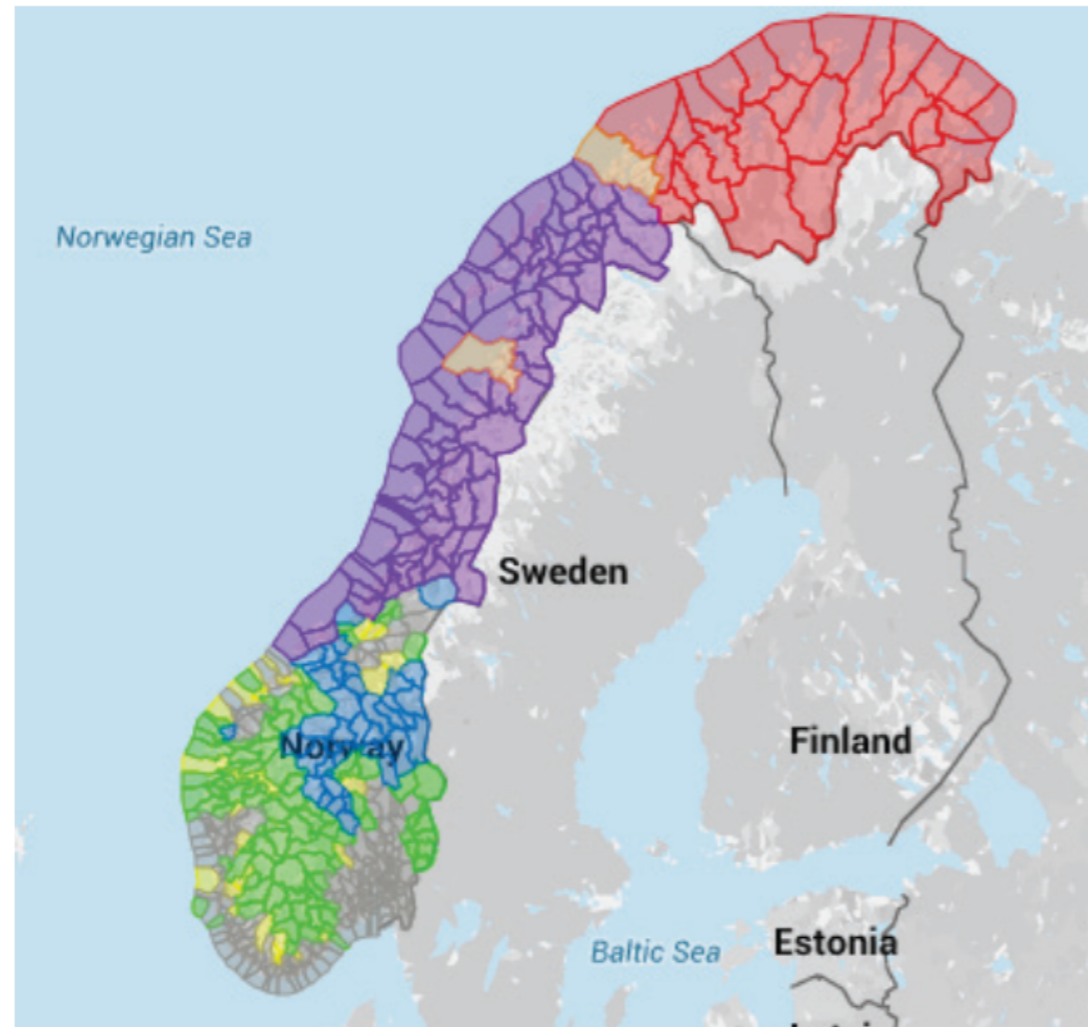 Norwegian Sea
Sweden
Norway
Finland
Baltic Sea
Estonia